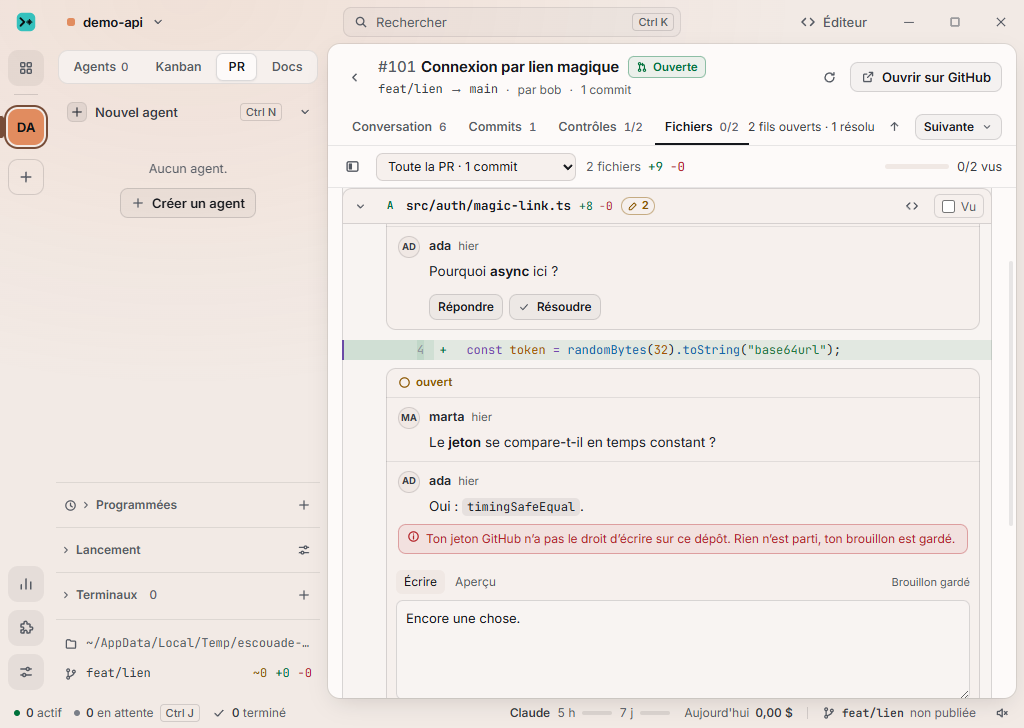 demo-api
Rechercher
Ctrl K
Éditeur
Agents 0
Kanban
PR
Docs
DA
Nouvel agent
Ctrl N
Aucun agent.
Créer un agent
Programmées
Lancement
Terminaux 0
~/AppData/Local/Temp/escouade-…
feat/lien
~0 +0 -0
#101 Connexion par lien magique
Ouverte
feat/lien → main · par bob · 1 commit
Ouvrir sur GitHub
Conversation 6
Commits 1
Contrôles 1/2
Fichiers 0/2
2 fils ouverts · 1 résolu
Suivante
Toute la PR · 1 commit
2 fichiers +9 -0
0/2 vus
A src/auth/magic-link.ts +8 -0
2
Vu
AD
ada hier
Pourquoi async ici ?
Répondre
Résoudre
4 + const token = randomBytes(32).toString("base64url");
ouvert
MA
marta hier
Le jeton se compare-t-il en temps constant ?
AD
ada hier
Oui : timingSafeEqual.
Ton jeton GitHub n’a pas le droit d’écrire sur ce dépôt. Rien n’est parti, ton brouillon est gardé.
Écrire
Aperçu
Brouillon gardé
Encore une chose.
0 actif
0 en attente
Ctrl J
0 terminé
Claude 5 h
7 j
Aujourd'hui 0,00 $
feat/lien non publiée